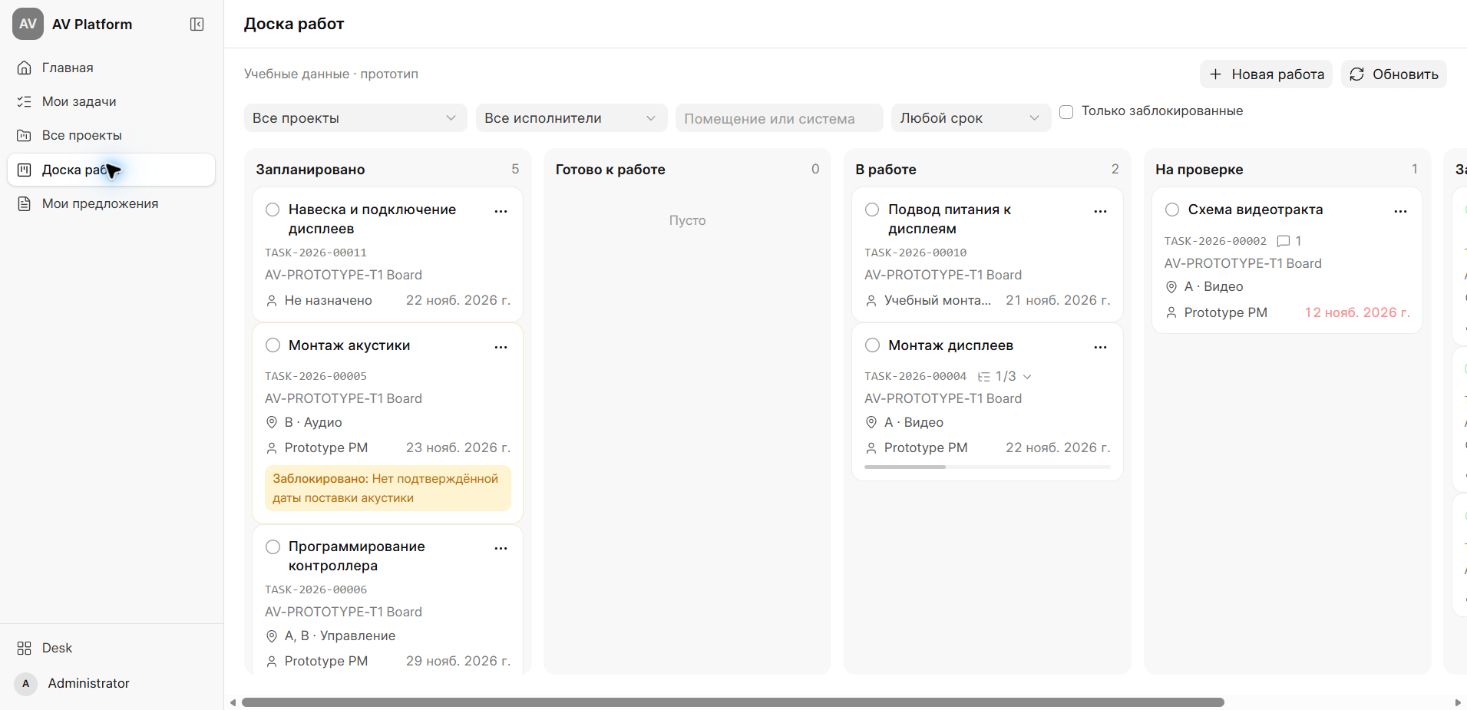 AV AV Platform
Главная
Мои задачи
Все проекты
Доска
Мои предложения
Desk
A Administrator
Доска работ
Учебные данные · прототип
Новая работа
Обновить
Все проекты
Все исполнители
Помещение или система
Любой срок
Только заблокированные
Запланировано 5
Навеска и подключение
дисплеев
TASK-2026-00011
AV-PROTOTYPE-T1 Board
Не назначено 22 нояб. 2026 г.
Монтаж акустики
TASK-2026-00005
AV-PROTOTYPE-T1 Board
B · Аудио
Prototype PM 23 нояб. 2026 г.
Заблокировано: Нет подтверждённой
даты поставки акустики
Программирование
контроллера
TASK-2026-00006
AV-PROTOTYPE-T1 Board
A, B · Управление
Prototype PM 29 нояб. 2026 г.
Готово к работе 0
Пусто
В работе 2
Подвод питания к
дисплеям
TASK-2026-00010
AV-PROTOTYPE-T1 Board
Учебный монта... 21 нояб. 2026 г.
Монтаж дисплеев
TASK-2026-00004 1/3
AV-PROTOTYPE-T1 Board
A · Видео
Prototype PM 22 нояб. 2026 г.
На проверке 1
Схема видеотракта
TASK-2026-00002 1
AV-PROTOTYPE-T1 Board
A · Видео
Prototype PM 12 нояб. 2026 г.